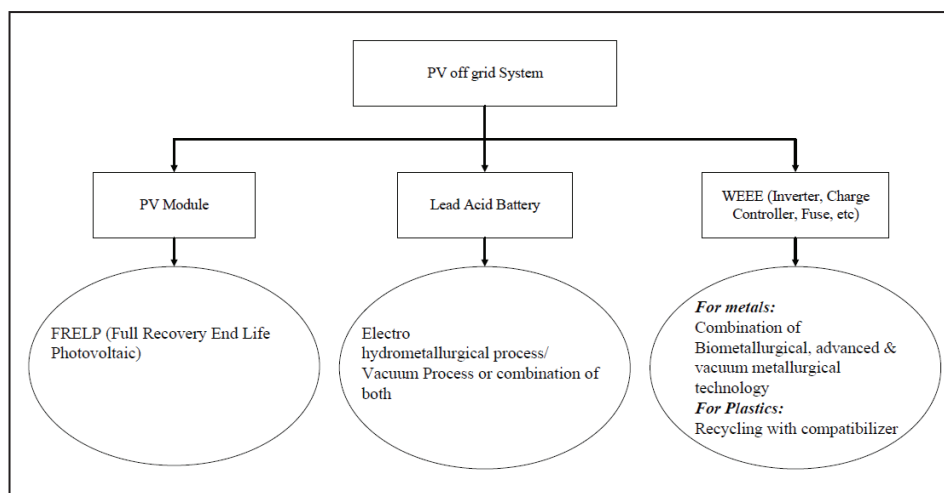 PV off grid System
PV Module
Lead Acid Battery
WEEE (Inverter, Charge
Controller, Fuse, etc)
FRELP (Full Recovery End Life
Photovoltaic)
Electro
hydrometallurgical process/
Vacuum Process or combination of
both
For metals:
Combination of
Biometallurgical, advanced &
vacuum metallurgical
technology
For Plastics:
Recycling with compatibilizer